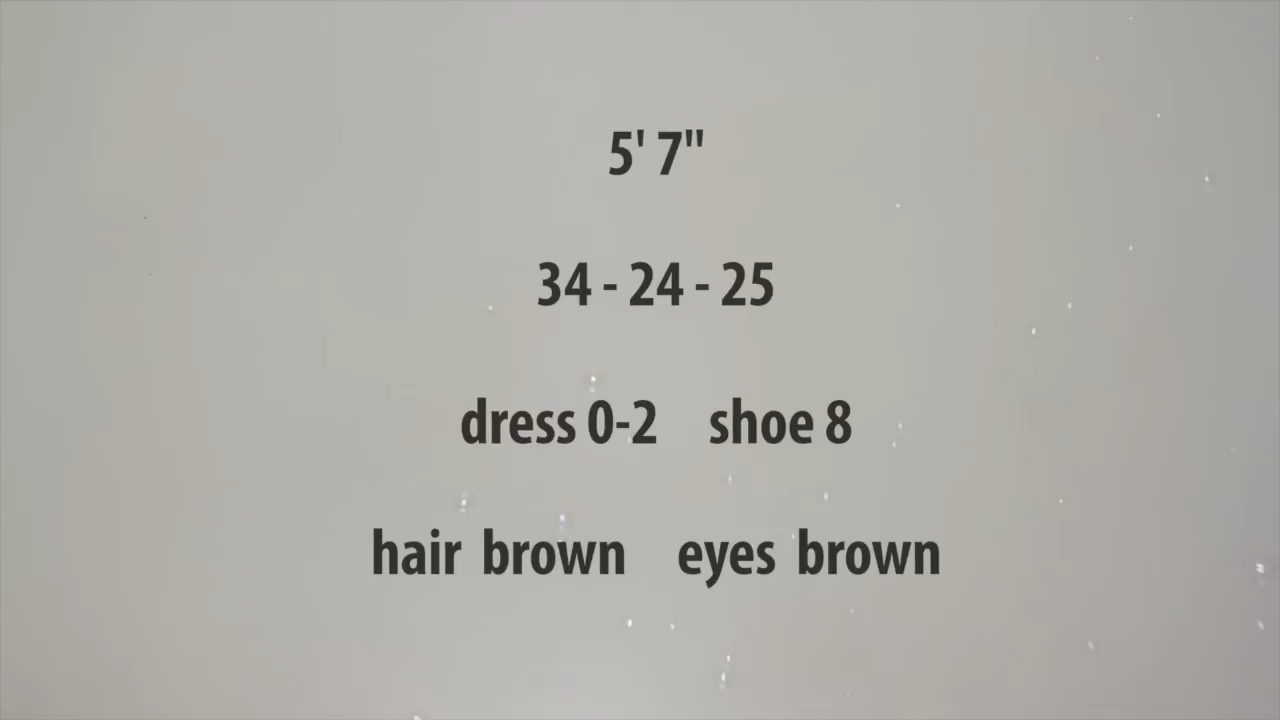 5' 7"
34 - 24 - 25
dress 0-2 shoe 8
hair brown eyes brown